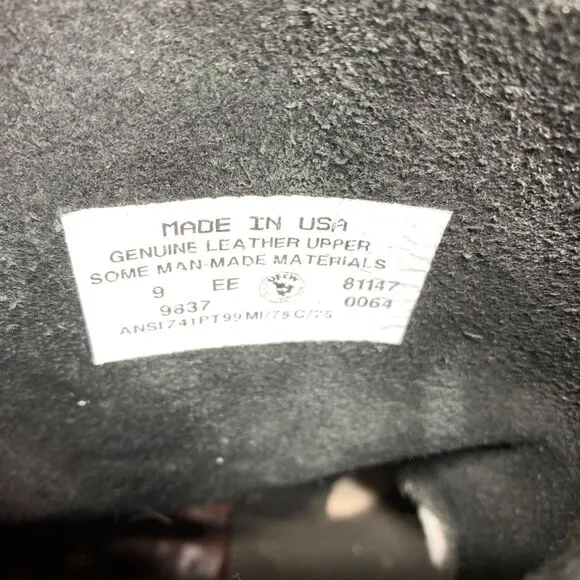 MADE IN USA
GENUINE LEATHER UPPER
SOME MAN-MADE MATERIALS
9 EE UFCW 81147
9837 0064
ANSI Z41PT99 MI/75 C/75